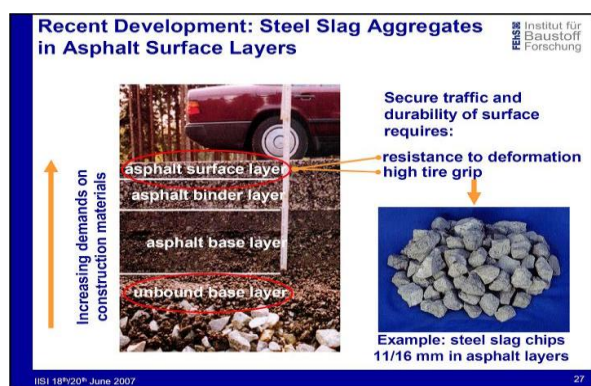 Recent Development: Steel Slag Aggregates
in Asphalt Surface Layers
FEhS
Institut für
Baustoff
Forschung
Increasing demands on
construction materials
asphalt surface layer
asphalt binder layer
asphalt base layer
unbound base layer
Secure traffic and
durability of surface
requires:
resistance to deformation
high tire grip
Example: steel slag chips
11/16 mm in asphalt layers
IISI 18th/20th June 2007
27